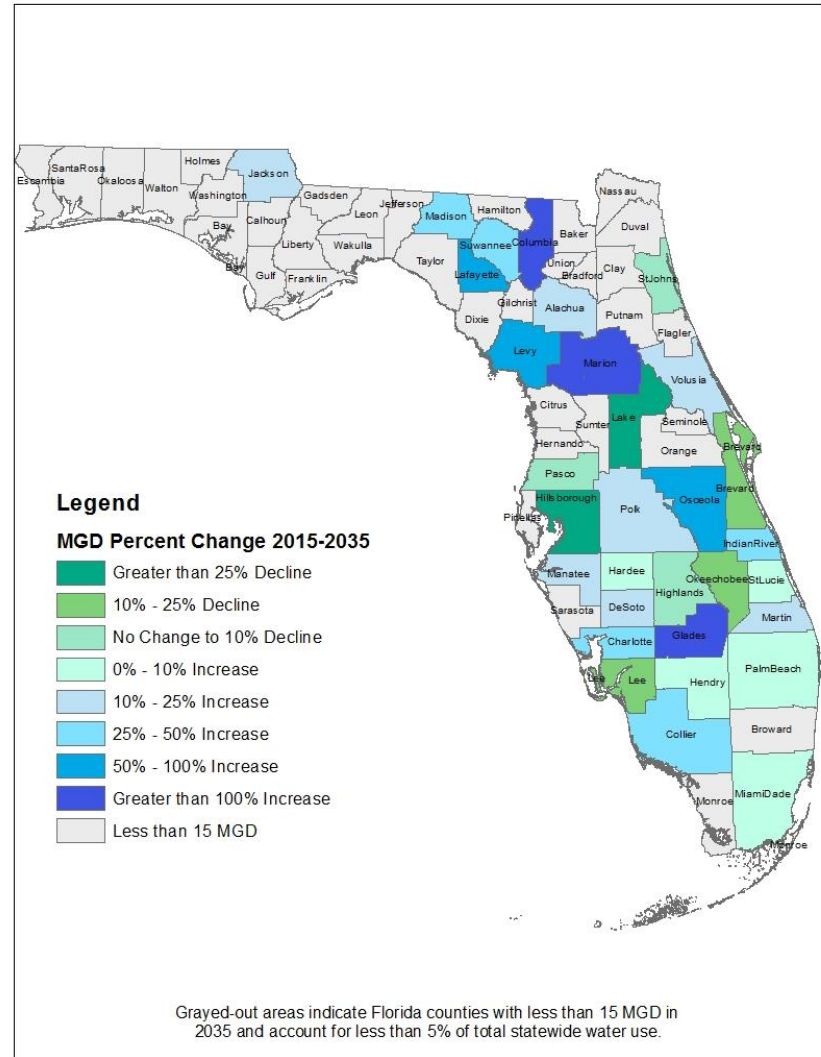 Holmes
Jackson
SantaRosa
Escambia
Okaloosa
Walton
Washington
Gadsden
Jefferson
Leon
Madison
Hamilton
Nassau
Duval
Baker
Columbia
Suwannee
Bay
Calhoun
Liberty
Wakulla
Taylor
Lafayette
Union
Bradford
Clay
StJohns
Bay
Gulf
Franklin
Gilchrist
Dixie
Alachua
Putnam
Flagler
Levy
Marion
Volusia
Citrus
Lake
Sumter
Seminole
Hernando
Orange
Brevard
Pasco
Brevard
Hillsborough
Polk
Osceola
Pinellas
IndianRiver
Hardee
Okeechobee
StLucie
Manatee
Highlands
Sarasota
DeSoto
Martin
Charlotte
Glades
PalmBeach
Lee
Lee
Hendry
Collier
Broward
Monroe
MiamiDade
Monroe
Legend
MGD Percent Change 2015-2035
Greater than 25% Decline
10% - 25% Decline
No Change to 10% Decline
0% - 10% Increase
10% - 25% Increase
25% - 50% Increase
50% - 100% Increase
Greater than 100% Increase
Less than 15 MGD
Grayed-out areas indicate Florida counties with less than 15 MGD in
2035 and account for less than 5% of total statewide water use.